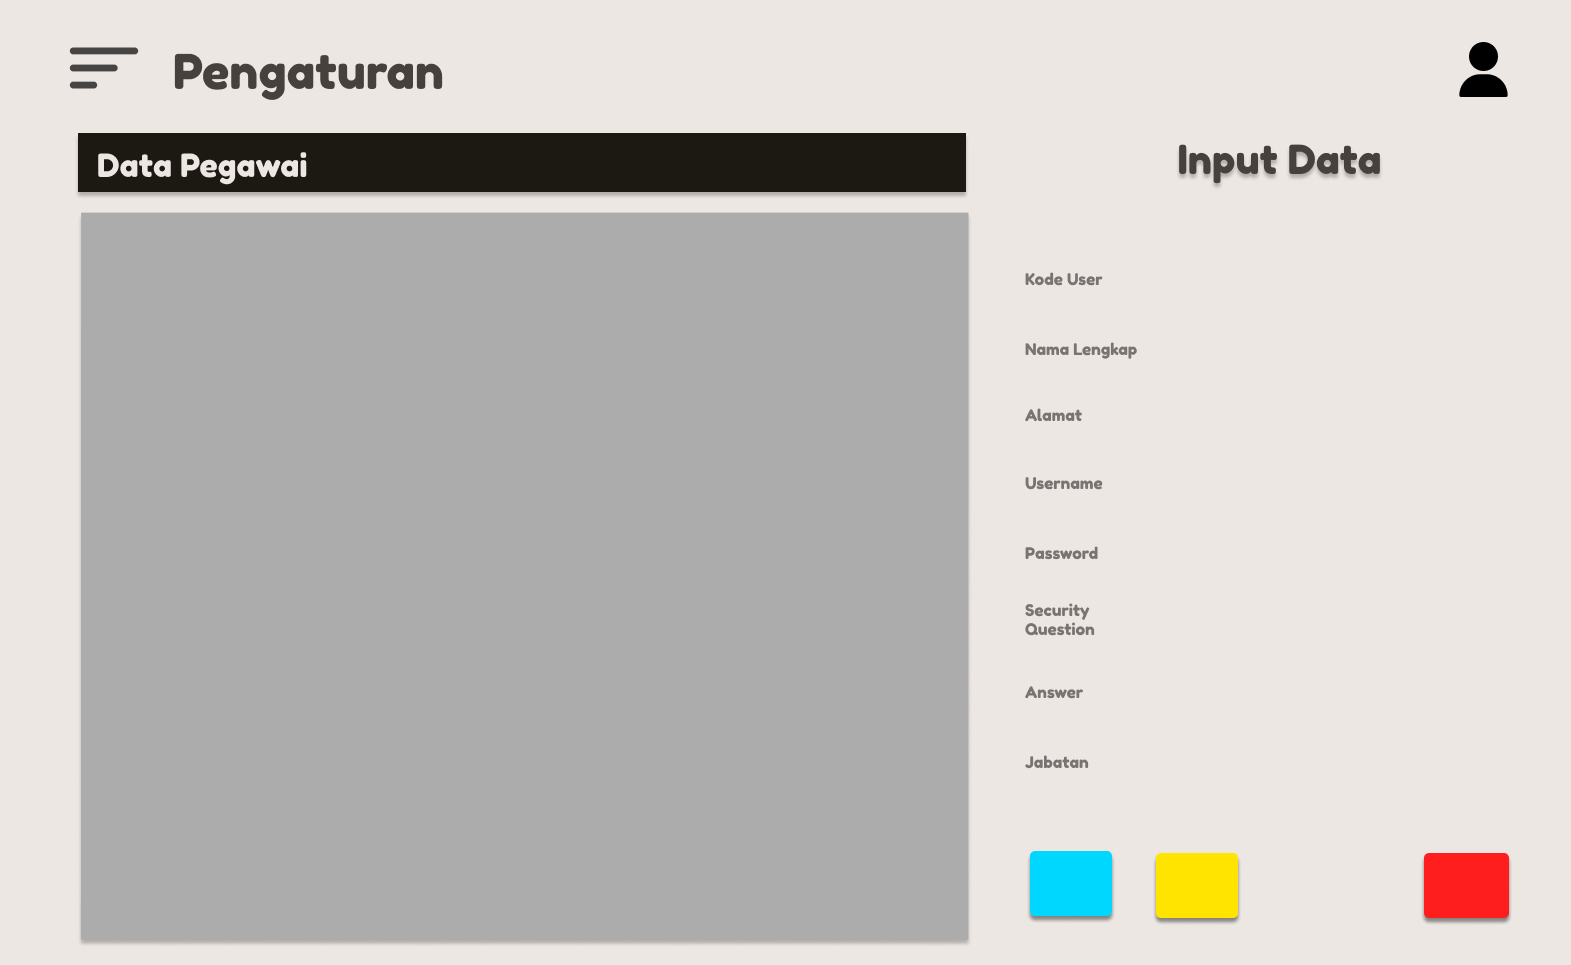 Pengaturan
Data Pegawai
Input Data
Kode User
Nama Lengkap
Alamat
Username
Password
Security
Question
Answer
Jabatan